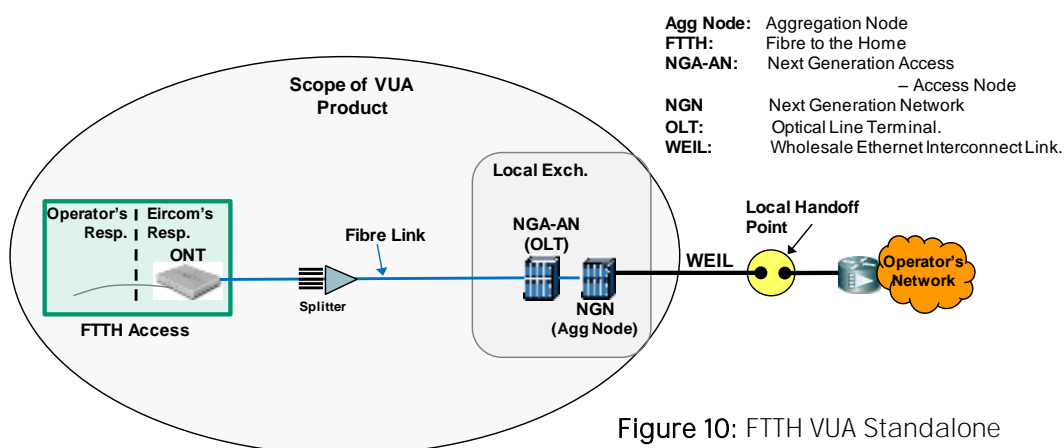 Agg Node: Aggregation Node
FTTH: Fibre to the Home
NGA-AN: Next Generation Access
– Access Node
NGN Next Generation Network
OLT: Optical Line Terminal.
WEIL: Wholesale Ethernet Interconnect Link.
Scope of VUA
Product
Local Exch.
Operator's
Resp.
Eircom's
Resp.
ONT
FTTH Access
Splitter
Fibre Link
NGA-AN
(OLT)
NGN
(Agg Node)
WEIL
Local Handoff
Point
Operator's
Network
Figure 10: FTTH VUA Standalone